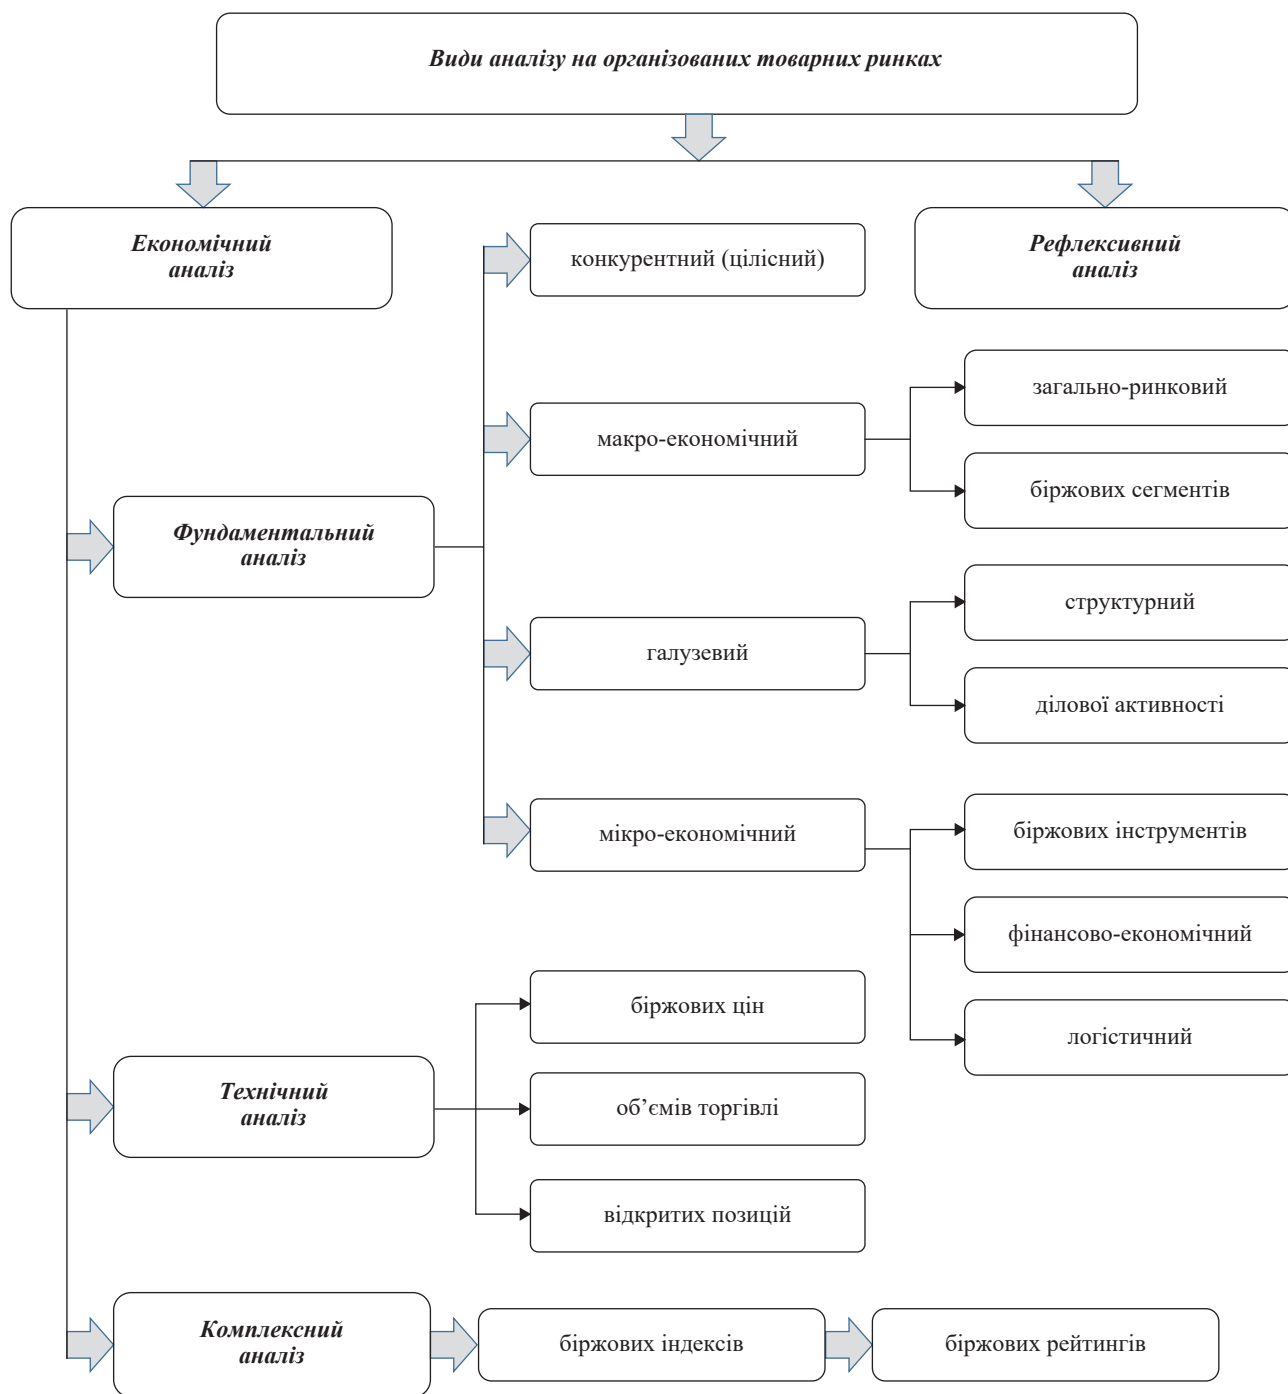 Види аналізу на організованих товарних ринках
Економічний
аналіз
Рефлексивний
аналіз
конкурентний (цілісний)
макро-економічний
загально-ринковий
біржових сегментів
Фундаментальний
аналіз
галузевий
структурний
ділової активності
мікро-економічний
біржових інструментів
фінансово-економічний
логістичний
Технічний
аналіз
біржових цін
об’ємів торгівлі
відкритих позицій
Комплексний
аналіз
біржових індексів
біржових рейтингів